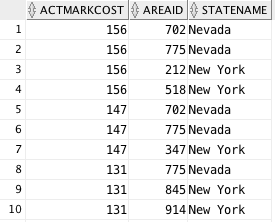 ACTMARKCOST AREAID STATENAME
1 156 702 Nevada
2 156 775 Nevada
3 156 212 New York
4 156 518 New York
5 147 702 Nevada
6 147 775 Nevada
7 147 347 New York
8 131 775 Nevada
9 131 845 New York
10 131 914 New York